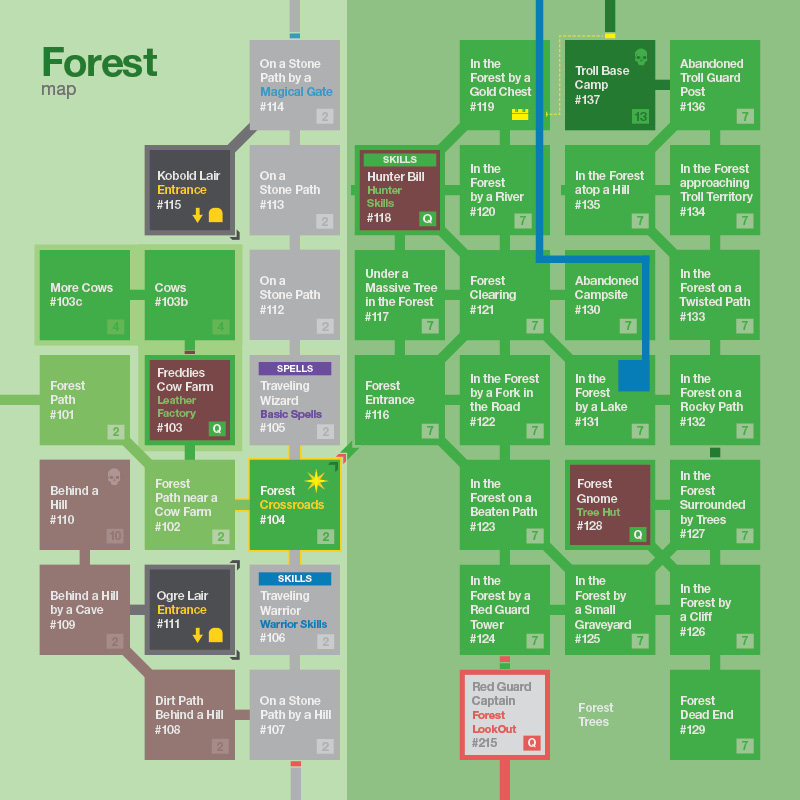 Forest
map
On a Stone
Path by a
Magical Gate
#114
2
In the
Forest by a
Gold Chest
#119
Troll Base
Camp
#137
13
Abandoned
Troll Guard
Post
#136
7
Kobold Lair
Entrance
#115
On a
Stone Path
#113
2
SKILLS
Hunter Bill
Hunter
Skills
#118
Q
In the
Forest
by a River
#120
7
In the Forest
atop a Hill
#135
7
In the Forest
approaching
Troll Territory
#134
7
More Cows
#103c
4
Cows
#103b
4
On a
Stone Path
#112
2
Under a
Massive Tree
in the Forest
#117
7
Forest
Clearing
#121
7
Abandoned
Campsite
#130
7
In the
Forest on a
Twisted Path
#133
7
Forest
Path
#101
2
Freddies
Cow Farm
Leather
Factory
#103
Q
SPELLS
Traveling
Wizard
Basic Spells
#105
2
Forest
Entrance
#116
7
In the Forest
by a Fork in
the Road
#122
7
In the
Forest
by a Lake
#131
7
In the
Forest on a
Rocky Path
#132
7
Behind a
Hill
#110
10
Forest
Path near a
Cow Farm
#102
2
Forest
Crossroads
#104
2
In the
Forest on a
Beaten Path
#123
7
Forest
Gnome
Tree Hut
#128
Q
In the
Forest
Surrounded
by Trees
#127
7
Behind a Hill
by a Cave
#109
2
Ogre Lair
Entrance
#111
SKILLS
Traveling
Warrior
Warrior Skills
#106
2
In the
Forest by a
Red Guard
Tower
#124
7
In the
Forest by
a Small
Graveyard
#125
7
In the
Forest by
a Cliff
#126
7
Dirt Path
Behind a Hill
#108
2
On a Stone
Path by a Hill
#107
2
Red Guard
Captain
Forest
LookOut
#215
Q
Forest
Trees
Forest
Dead End
#129
7